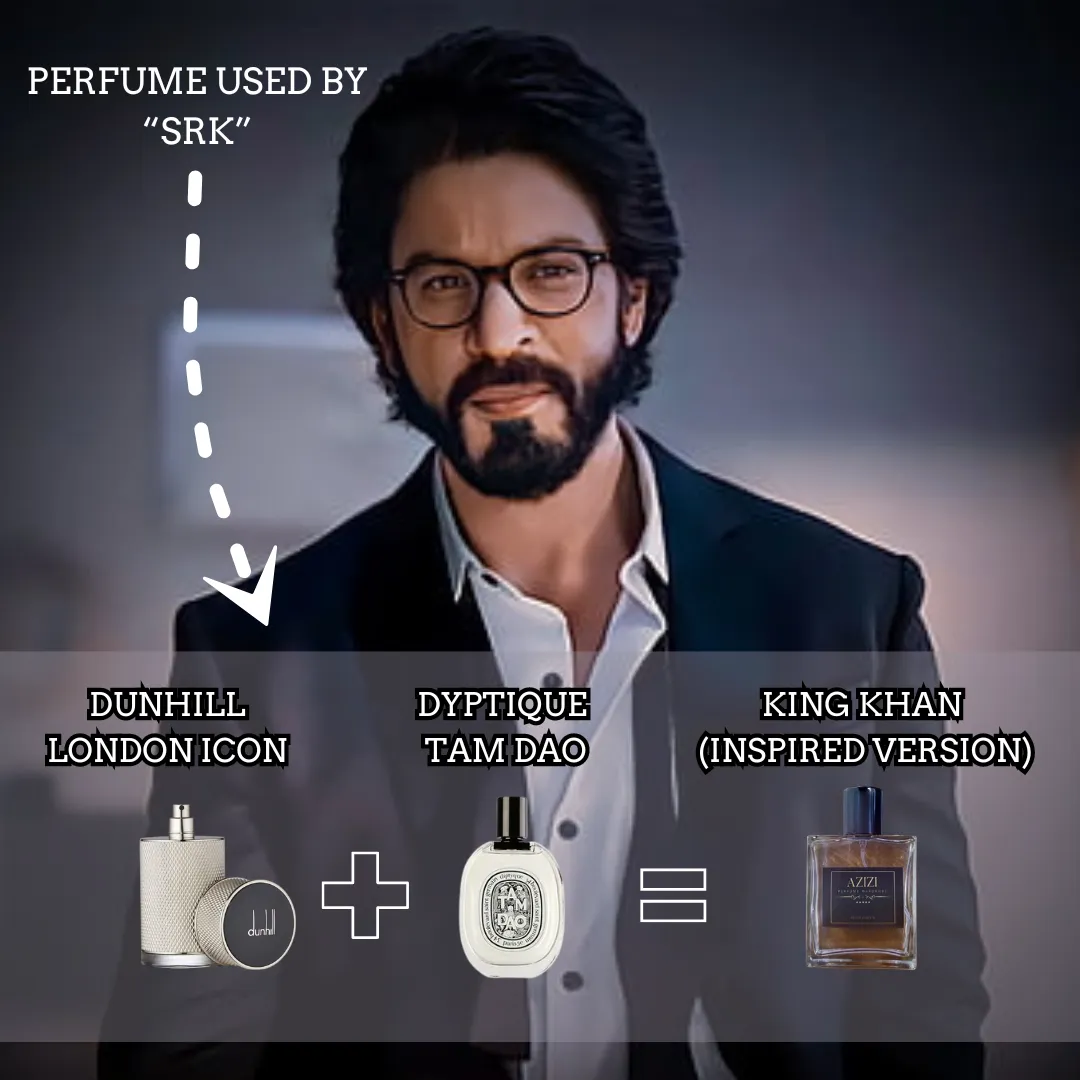 PERFUME USED BY
“SRK”
DUNHILL
LONDON ICON
DYPTIQUE
TAM DAO
KING KHAN
(INSPIRED VERSION)
dunhill
TAM
DAO
AZIZI